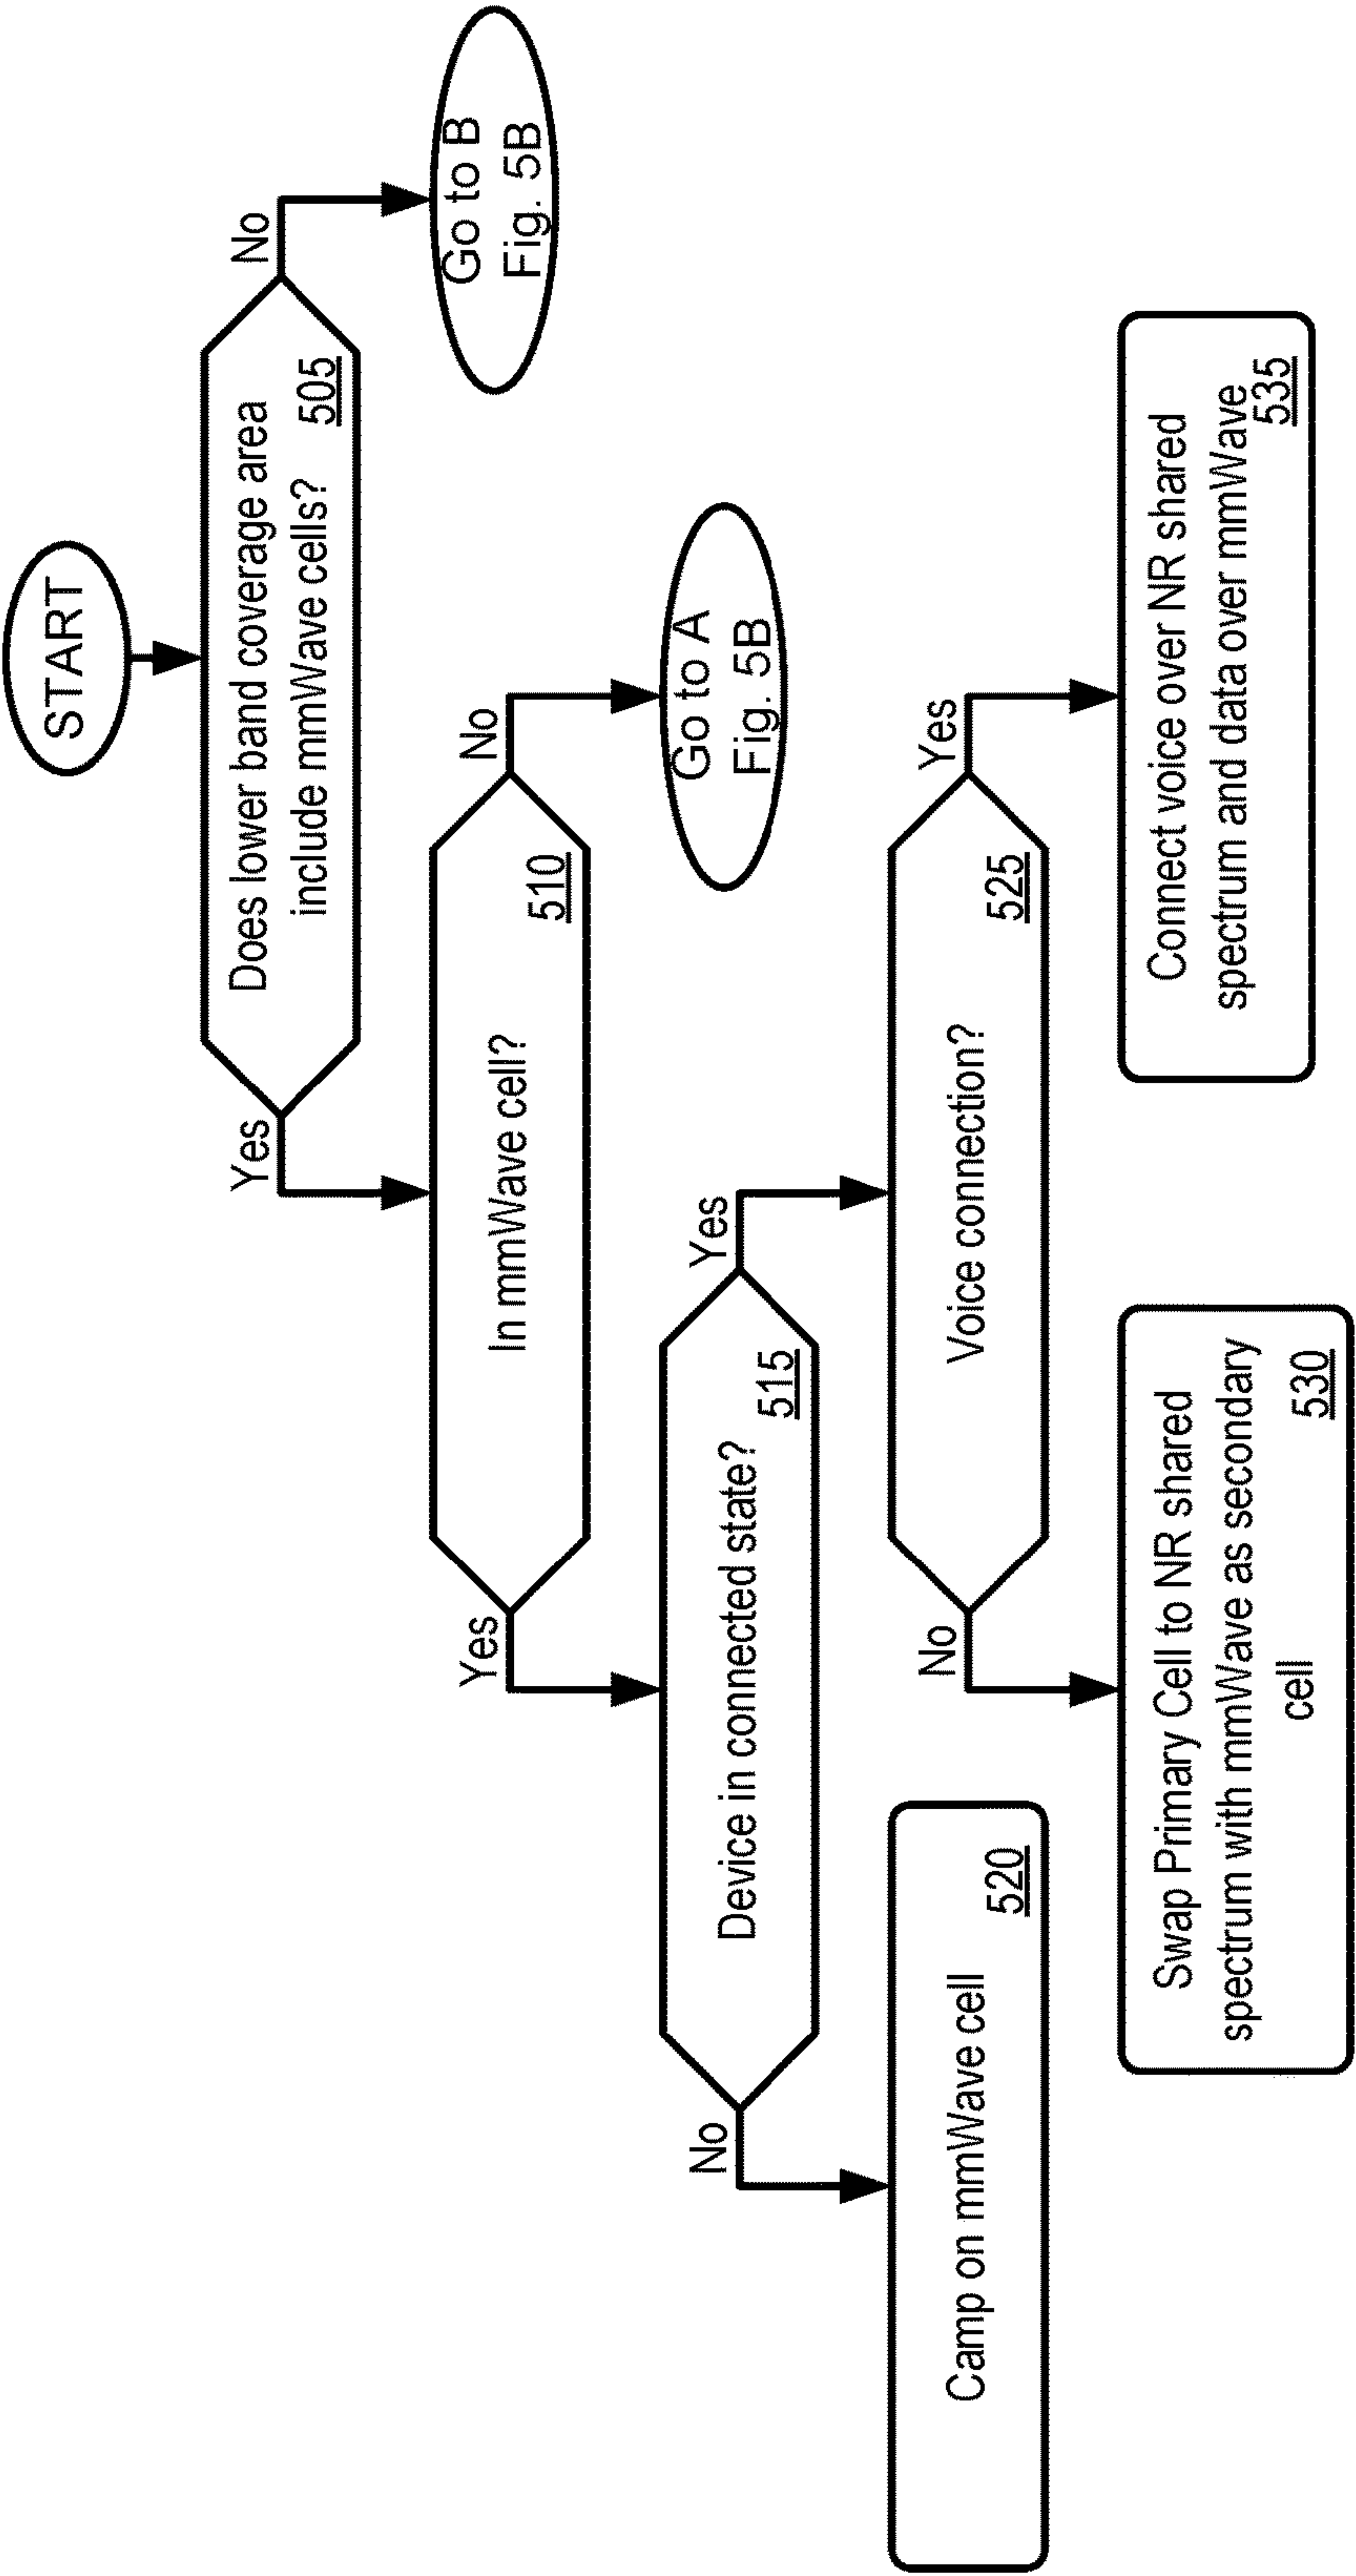 START
Does lower band coverage area
include mmWave cells?
505
Yes
No
Go to B
Fig. 5B
In mmWave cell?
510
Yes
No
Go to A
Fig. 5B
Device in connected state?
515
No
Yes
Camp on mmWave cell
520
Voice connection?
525
No
Yes
Swap Primary Cell to NR shared
spectrum with mmWave as secondary
cell
530
Connect voice over NR shared
spectrum and data over mmWave
535